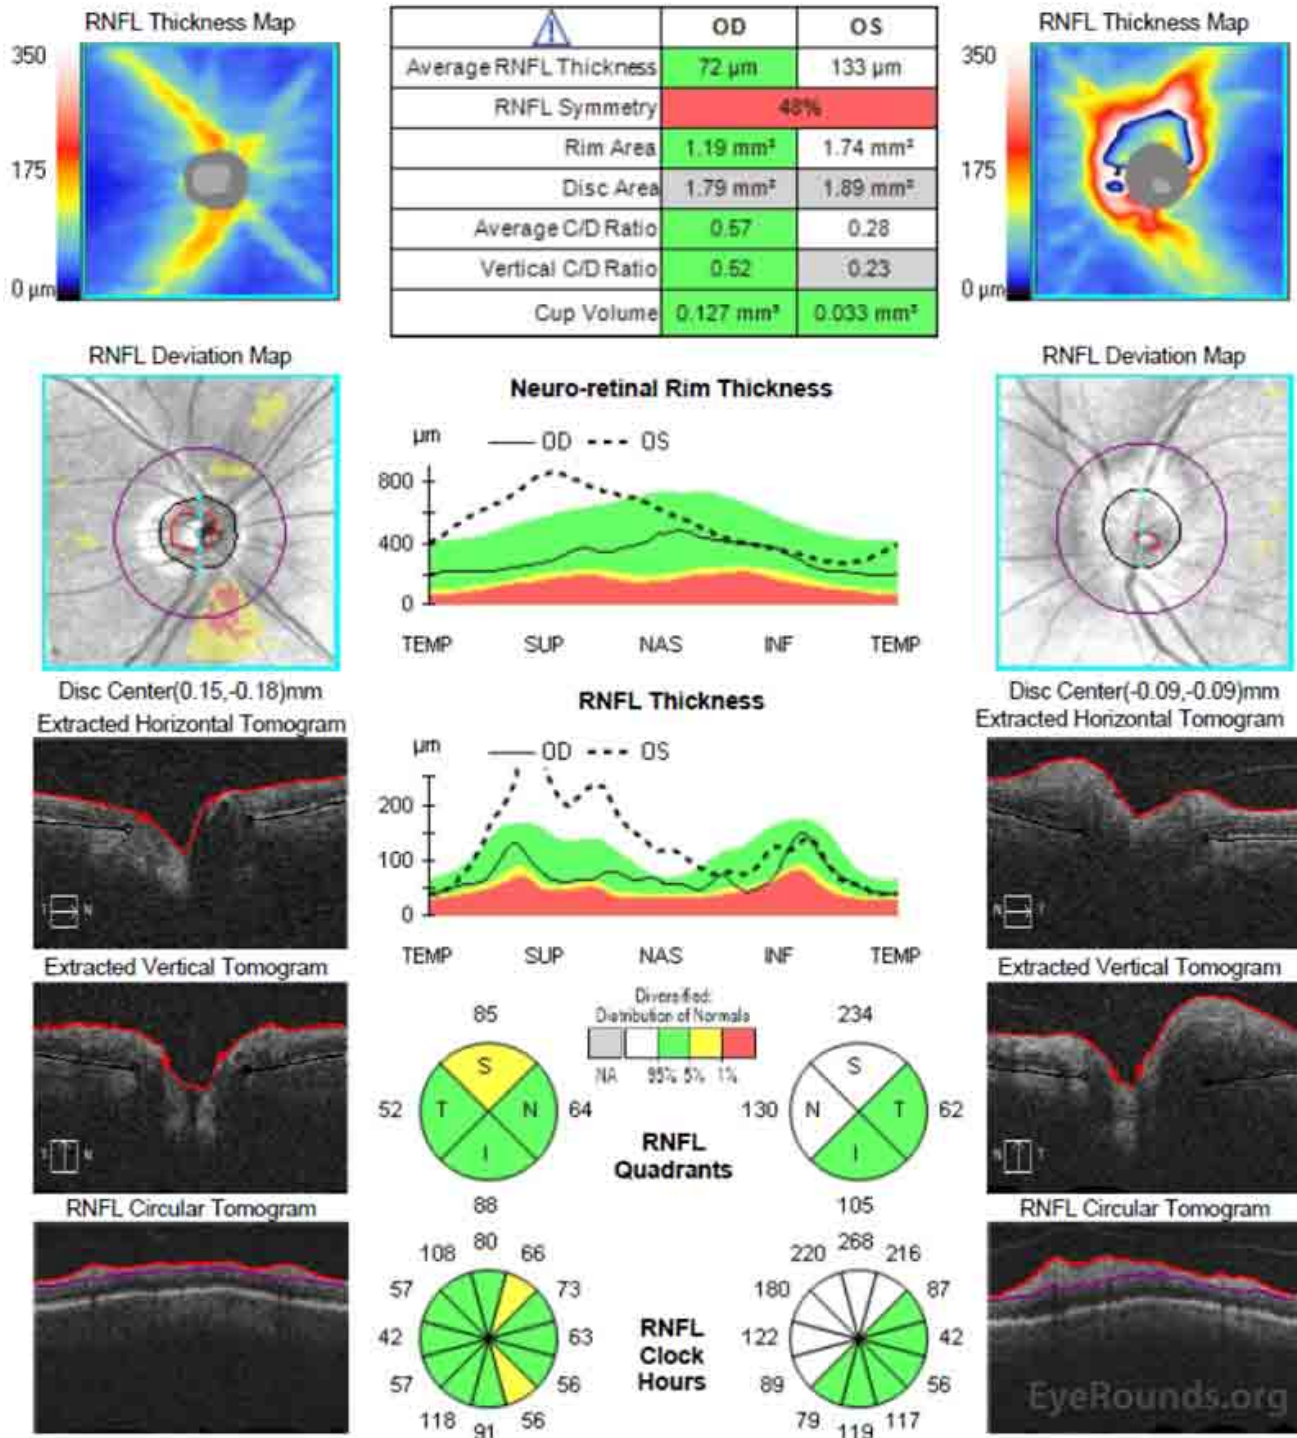 RNFL Thickness Map
350
175
0 µm
OD OS
Average RNFL Thickness 72 µm 133 µm
RNFL Symmetry 48%
Rim Area 1.19 mm² 1.74 mm²
Disc Area 1.79 mm² 1.89 mm²
Average C/D Ratio 0.57 0.28
Vertical C/D Ratio 0.52 0.23
Cup Volume 0.127 mm³ 0.033 mm³
RNFL Thickness Map
350
175
0 µm
RNFL Deviation Map
Disc Center(0.15,-0.18)mm
Neuro-retinal Rim Thickness
µm
OD OS
800
400
0
TEMP SUP NAS INF TEMP
RNFL Deviation Map
Disc Center(-0.09,-0.09)mm
Extracted Horizontal Tomogram
T N
RNFL Thickness
µm
OD OS
200
100
0
TEMP SUP NAS INF TEMP
Extracted Horizontal Tomogram
N T
Extracted Vertical Tomogram
T N
Diversified:
Distribution of Normals
NA 95% 5% 1%
85
S
52 T N 64
I
88
RNFL
Quadrants
234
S
130 N T 62
I
105
Extracted Vertical Tomogram
N T
RNFL Circular Tomogram
108 80 66
57 73
42 63
57 56
118 91 56
RNFL
Clock
Hours
220 268 216
180 87
122 42
89 56
79 119 117
RNFL Circular Tomogram
EyeRounds.org